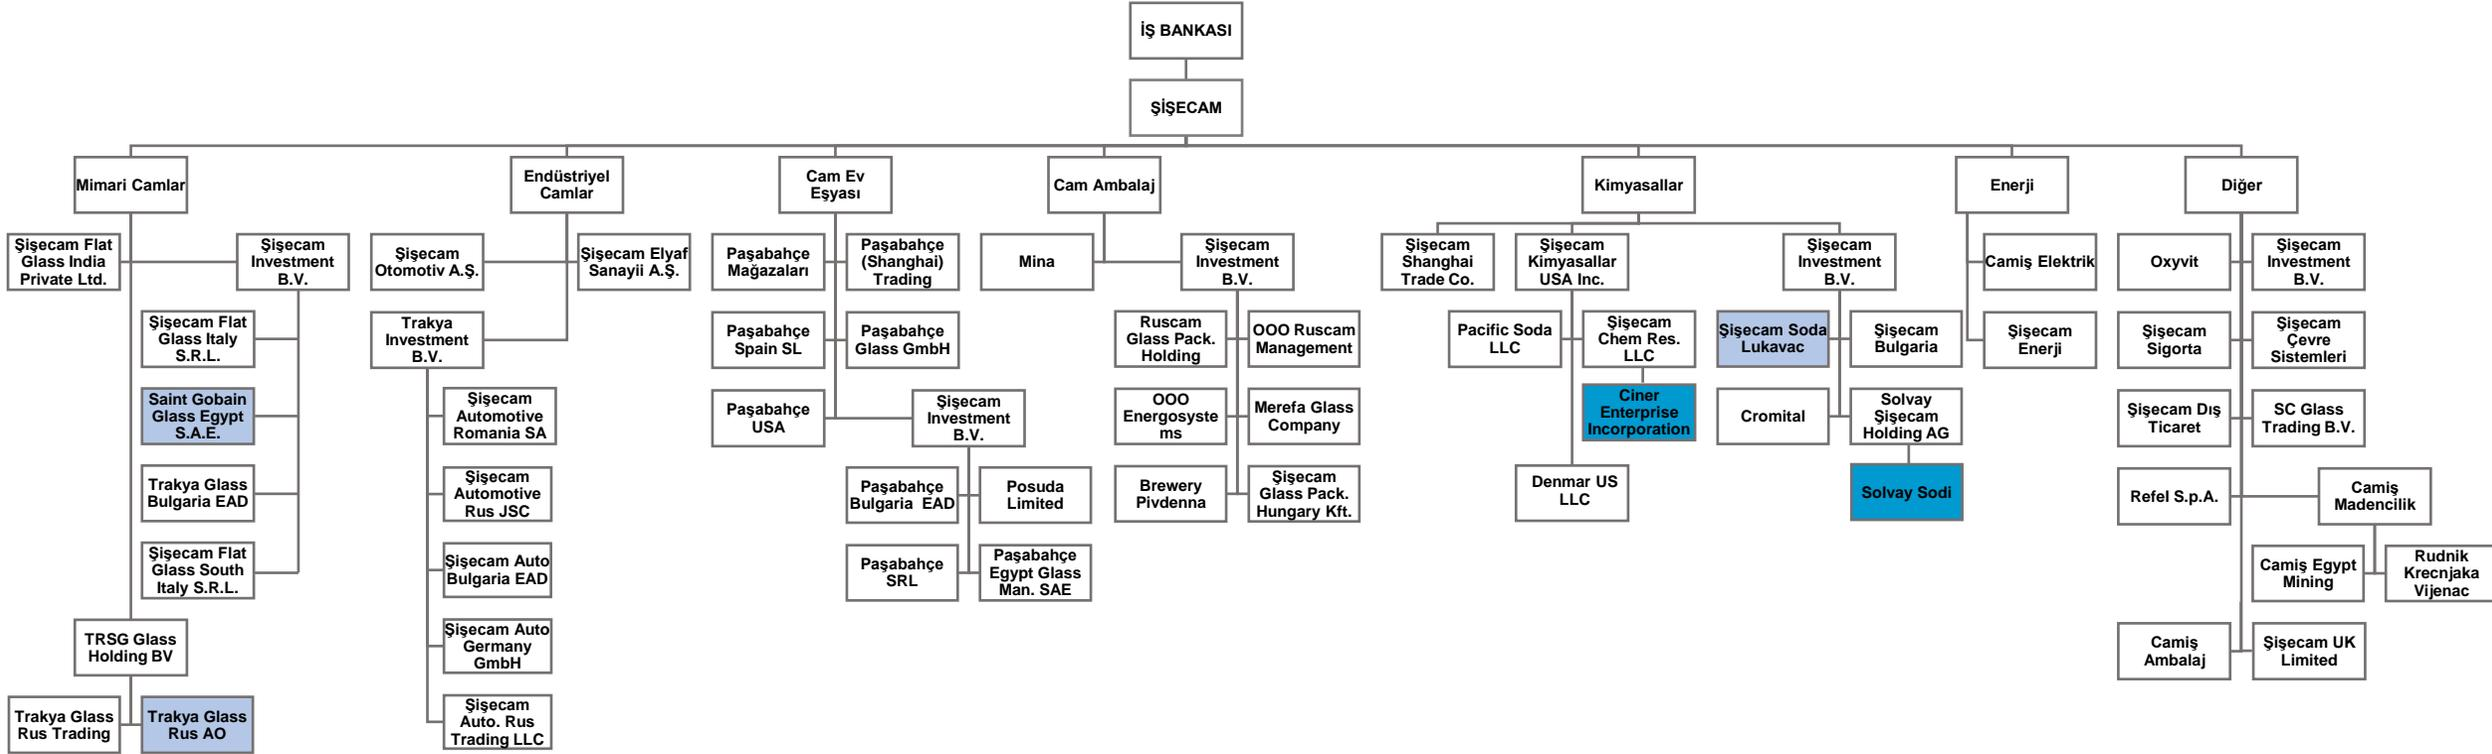 İŞ BANKASI
ŞİŞECAM
Mimari Camlar
Endüstriyel
Camlar
Cam Ev
Eşyası
Cam Ambalaj
Kimyasallar
Enerji
Diğer
Şişecam Flat
Glass India
Private Ltd.
Şişecam
Investment
B.V.
Şişecam Flat
Glass Italy
S.R.L.
Saint Gobain
Glass Egypt
S.A.E.
Trakya Glass
Bulgaria EAD
Şişecam Flat
Glass South
Italy S.R.L.
TRSG Glass
Holding BV
Trakya Glass
Rus Trading
Trakya Glass
Rus AO
Şişecam
Otomotiv A.Ş.
Şişecam Elyaf
Sanayii A.Ş.
Trakya
Investment
B.V.
Şişecam
Automotive
Romania SA
Şişecam
Automotive
Rus JSC
Şişecam Auto
Bulgaria EAD
Şişecam Auto
Germany
GmbH
Şişecam
Auto. Rus
Trading LLC
Paşabahçe
Mağazaları
Paşabahçe
(Shanghai)
Trading
Paşabahçe
Spain SL
Paşabahçe
Glass GmbH
Paşabahçe
USA
Şişecam
Investment
B.V.
Paşabahçe
Bulgaria EAD
Posuda
Limited
Paşabahçe
SRL
Paşabahçe
Egypt Glass
Man. SAE
Mina
Şişecam
Investment
B.V.
Ruscam
Glass Pack.
Holding
OOO Ruscam
Management
OOO
Energosyste
ms
Merefa Glass
Company
Brewery
Pivdenna
Şişecam
Glass Pack.
Hungary Kft.
Şişecam
Shanghai
Trade Co.
Şişecam
Kimyasallar
USA Inc.
Şişecam
Investment
B.V.
Pacific Soda
LLC
Şişecam
Chem Res.
LLC
Ciner
Enterprise
Incorporation
Denmar US
LLC
Şişecam Soda
Lukavac
Şişecam
Bulgaria
Cromital
Solvay
Şişecam
Holding AG
Solvay Sodi
Camiş Elektrik
Şişecam
Enerji
Oxyvit
Şişecam
Investment
B.V.
Şişecam
Sigorta
Şişecam
Çevre
Sistemleri
Şişecam Dış
Ticaret
SC Glass
Trading B.V.
Refel S.p.A.
Camiş
Madencilik
Camiş Egypt
Mining
Rudnik
Krecnjaka
Vijenac
Camiş
Ambalaj
Şişecam UK
Limited